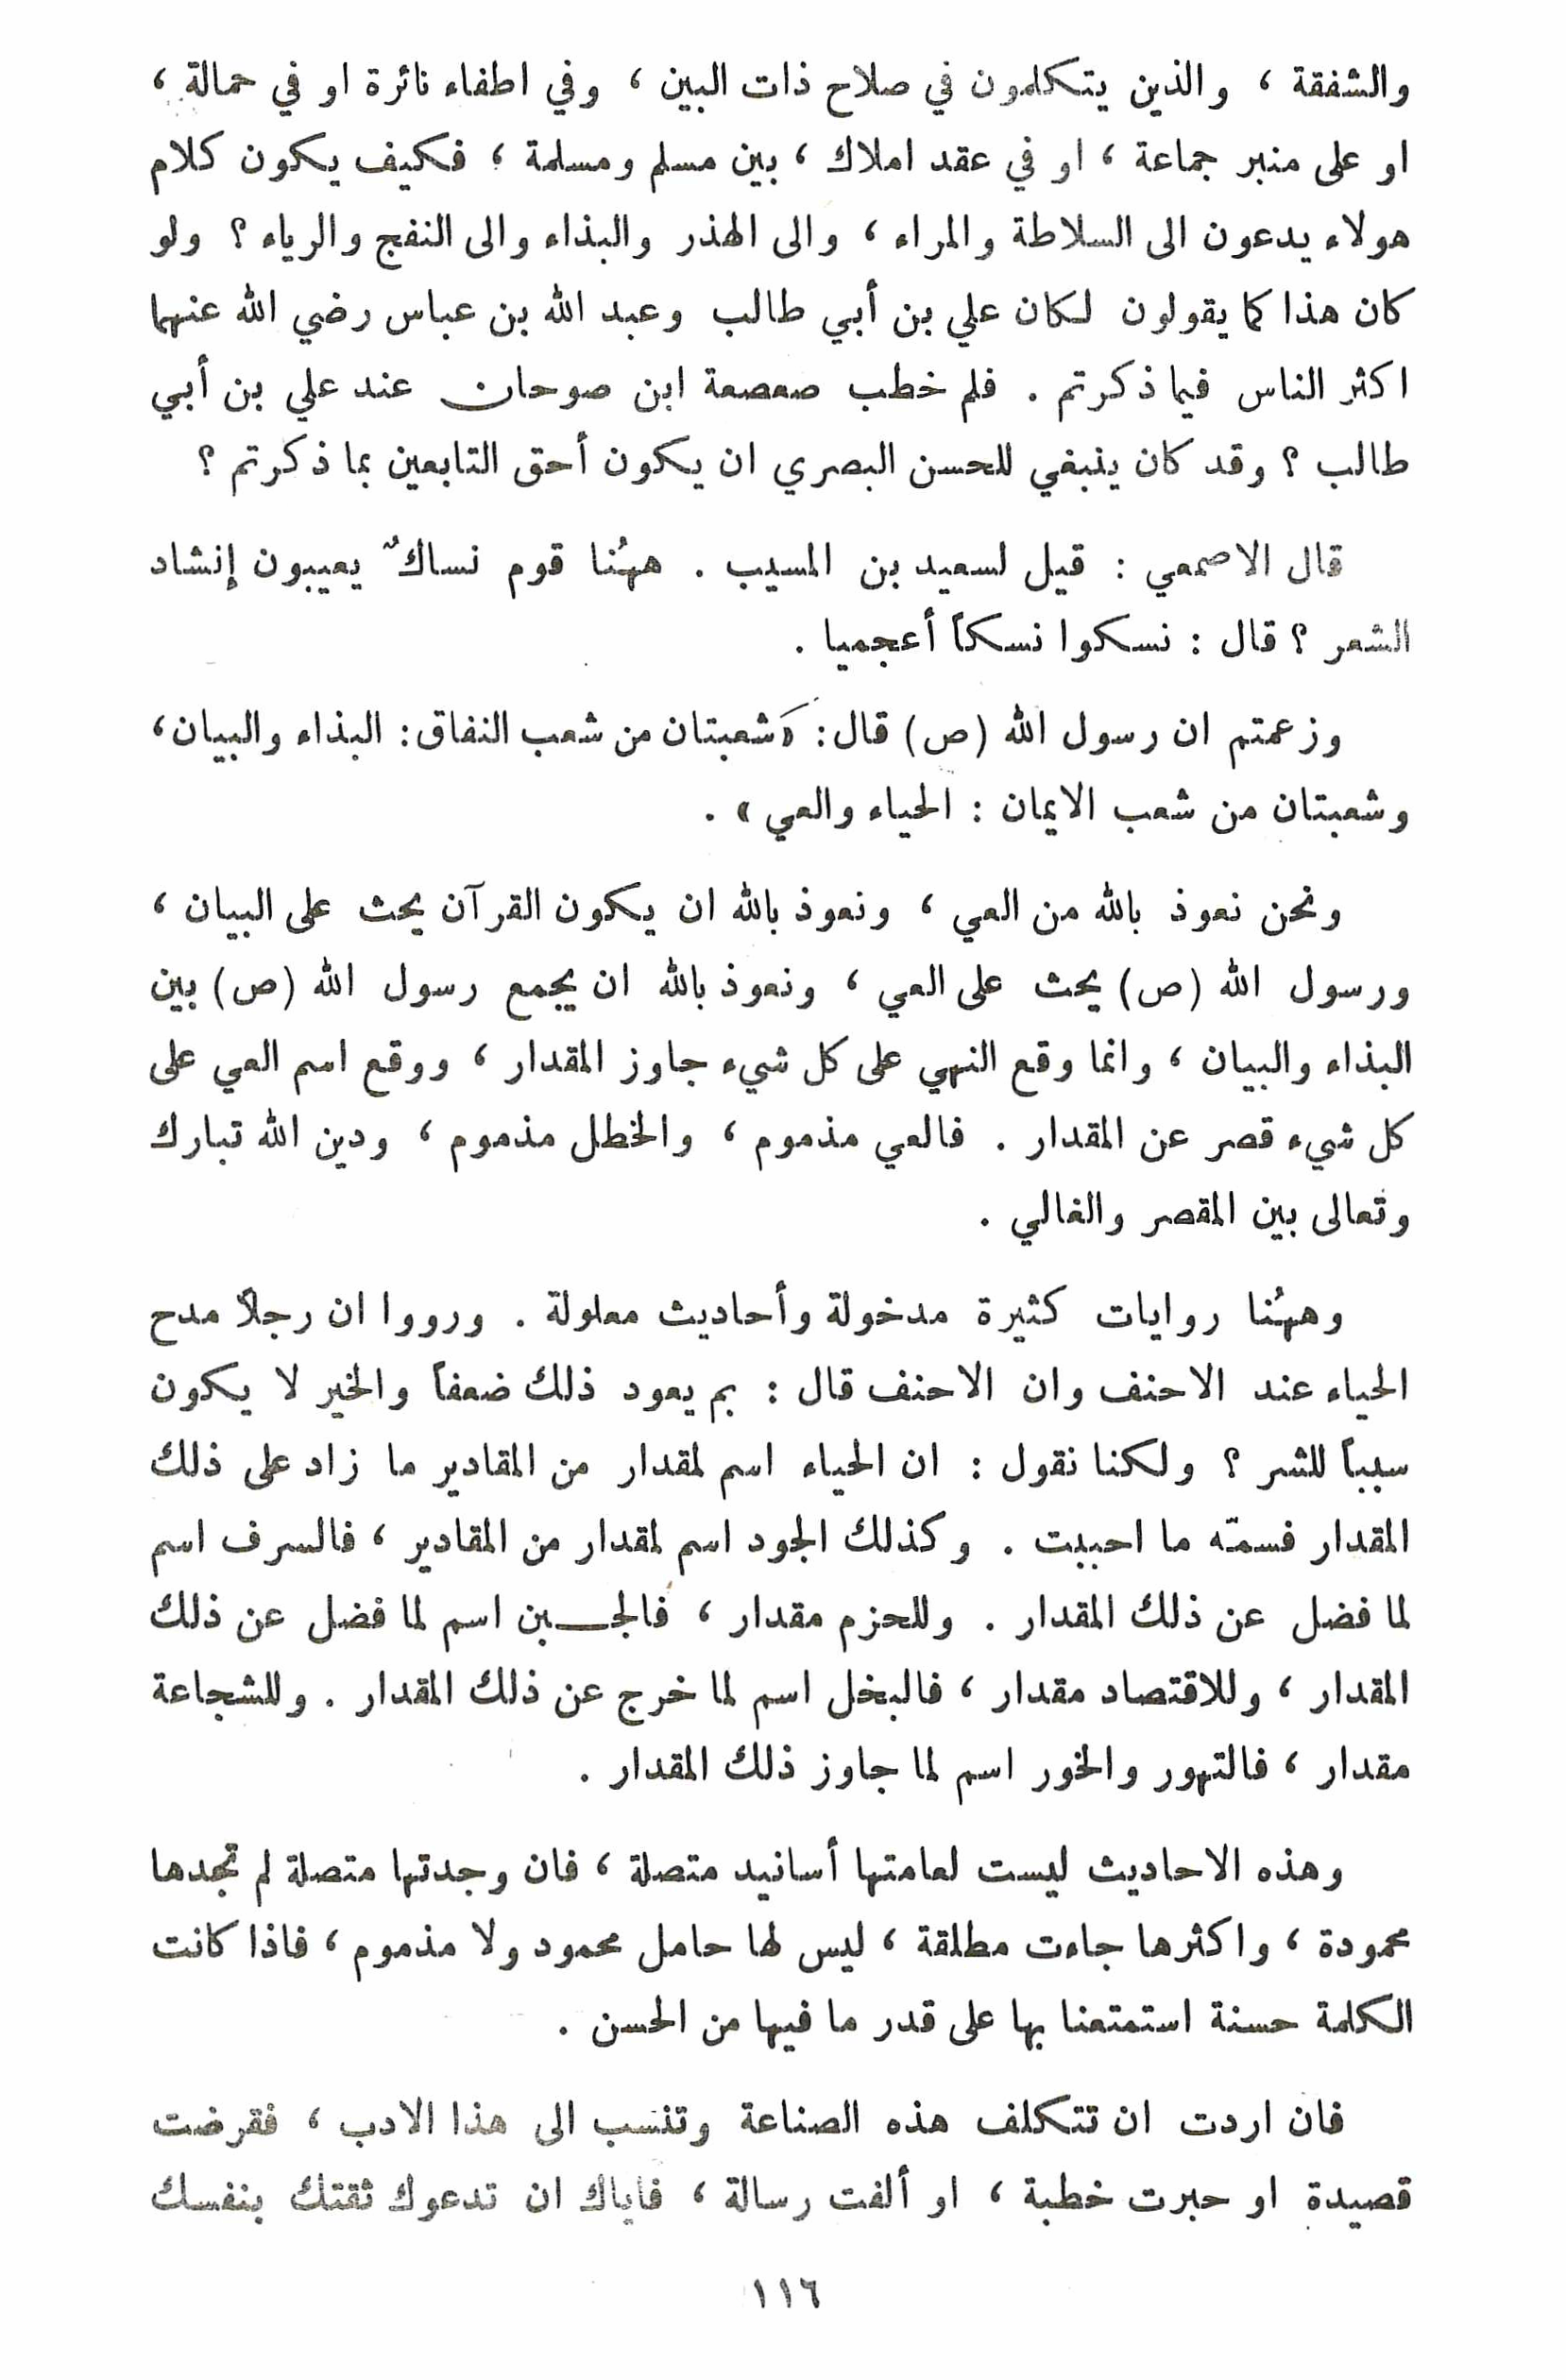 والشفقة ، والذين يتكلمون في صلاح ذات البين ، وفي اطفاء نائرة او في حمالة ،
او على منبر جماعة ، او في عقد املاك ، بين مسلم ومسلمة ، فكيف يكون كلام
هولاء يدعون الى السلاطة والمراء ، والى الهذر والبذاء والى النفج والرياء ؟ ولو
كان هذا كما يقولون لكان علي بن أبي طالب وعبد الله بن عباس رضي الله عنهما
اكثر الناس فيما ذكرتم . فلم خطب صعصعة ابن صوحان عند علي بن أبي
طالب ؟ وقد كان ينبغي للحسن البصري ان يكون أحق التابعين بما ذكرتم ؟
قال الاصمعي : قيل لسعيد بن المسيب . ههُنا قوم نساكٌ يعيبون إنشاد
الشعر ؟ قال : نسكوا نسكاً أعجميا .
وزعمتم ان رسول الله (ص) قال: «شعبتان من شعب النفاق: البذاء والبيان،
وشعبتان من شعب الايمان : الحياء والعي » .
ونحن نعوذ بالله من العي ، ونعوذ بالله ان يكون القرآن يحث على البيان ،
ورسول الله (ص) يحث على العي ، ونعوذ بالله ان يجمع رسول الله (ص) بين
البذاء والبيان ، وانما وقع النهي على كل شيء جاوز المقدار ، ووقع اسم العي على
كل شيء قصر عن المقدار . فالعي مذموم ، والخطل مذموم ، ودين الله تبارك
وتعالى بين المقصر والغالي .
وههُنا روايات كثيرة مدخولة وأحاديث معلولة . ورووا ان رجلاً مدح
الحياء عند الاحنف وان الاحنف قال : بم يعود ذلك ضعفاً والخير لا يكون
سبباً للشر ؟ ولكنا نقول : ان الحياء اسم لمقدار من المقادير ما زاد على ذلك
المقدار فسمّه ما احببت . وكذلك الجود اسم لمقدار من المقادير ، فالسرف اسم
لما فضل عن ذلك المقدار . وللحزم مقدار ، فالجبن اسم لما فضل عن ذلك
المقدار ، وللاقتصاد مقدار ، فالبخل اسم لما خرج عن ذلك المقدار . وللشجاعة
مقدار ، فالتهور والخور اسم لما جاوز ذلك المقدار .
وهذه الاحاديث ليست لعامتها أسانيد متصلة ، فان وجدتها متصلة لم تجدها
محمودة ، واكثرها جاءت مطلقة ، ليس لها حامل محمود ولا مذموم ، فاذا كانت
الكلمة حسنة استمتعنا بها على قدر ما فيها من الحسن .
فان اردت ان تتكلف هذه الصناعة وتنسب الى هذا الادب ، فقرضت
قصيدة او حبرت خطبة ، او ألفت رسالة ، فاياك ان تدعوك ثقتك بنفسك
١١٦